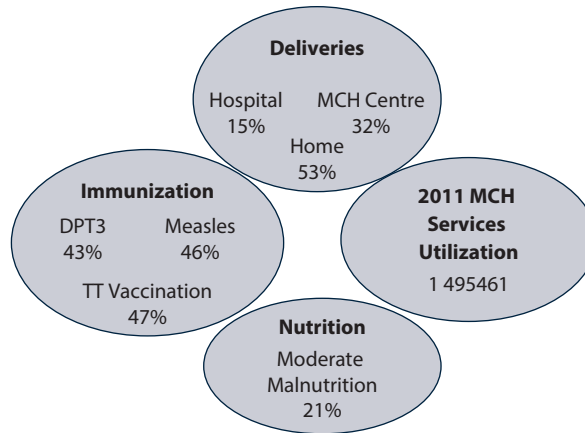 Deliveries
Hospital MCH Centre
15% 32%
Home
53%
Immunization
DPT3 Measles
43% 46%
TT Vaccination
47%
2011 MCH
Services
Utilization
1 495461
Nutrition
Moderate
Malnutrition
21%